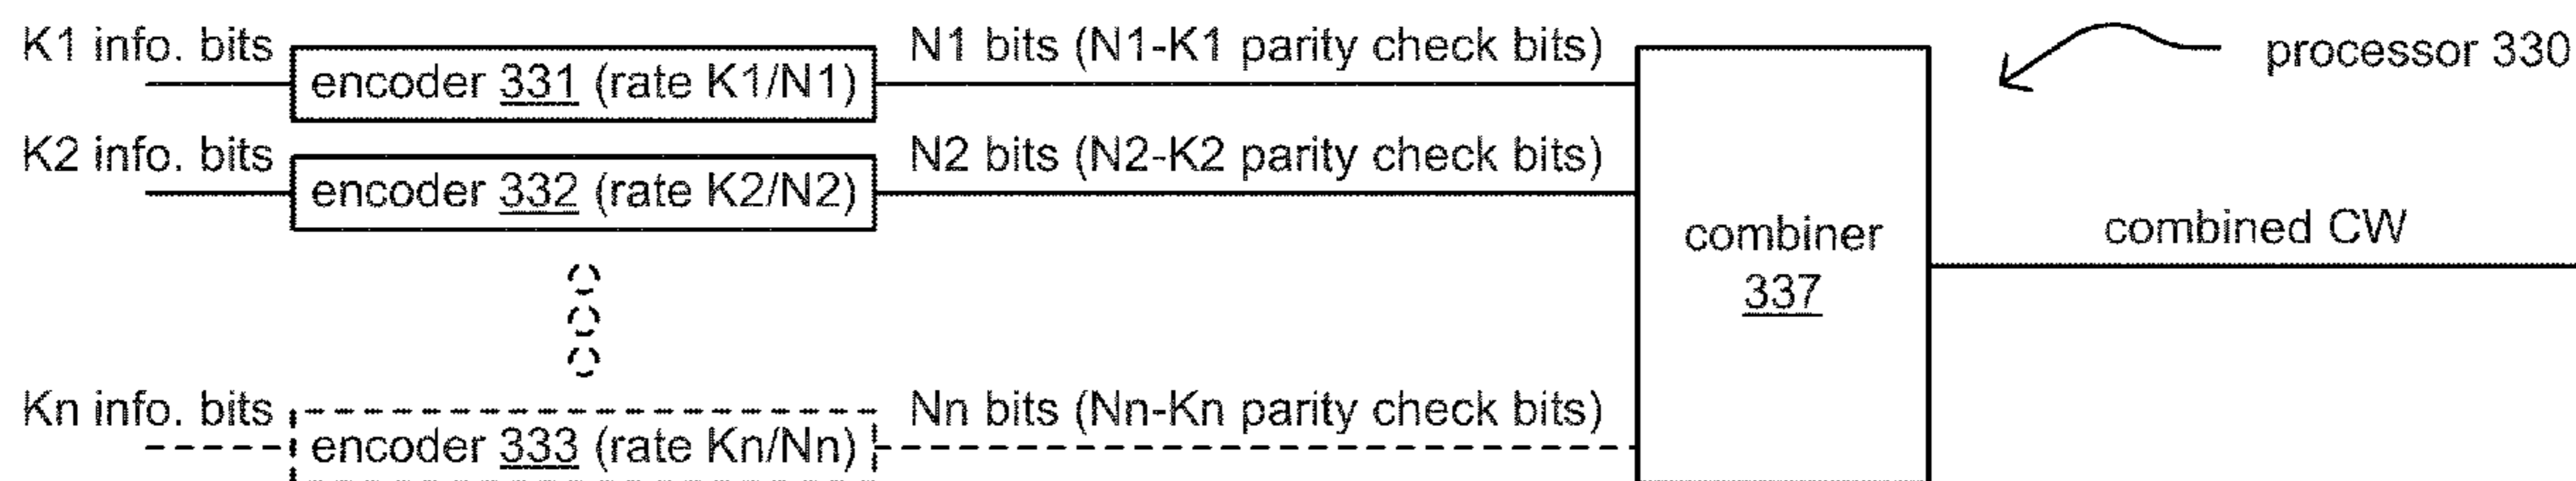 K1 info. bits
encoder 331 (rate K1/N1)
N1 bits (N1-K1 parity check bits)
processor 330
K2 info. bits
encoder 332 (rate K2/N2)
N2 bits (N2-K2 parity check bits)
combiner
337
combined CW
Kn info. bits
encoder 333 (rate Kn/Nn)
Nn bits (Nn-Kn parity check bits)